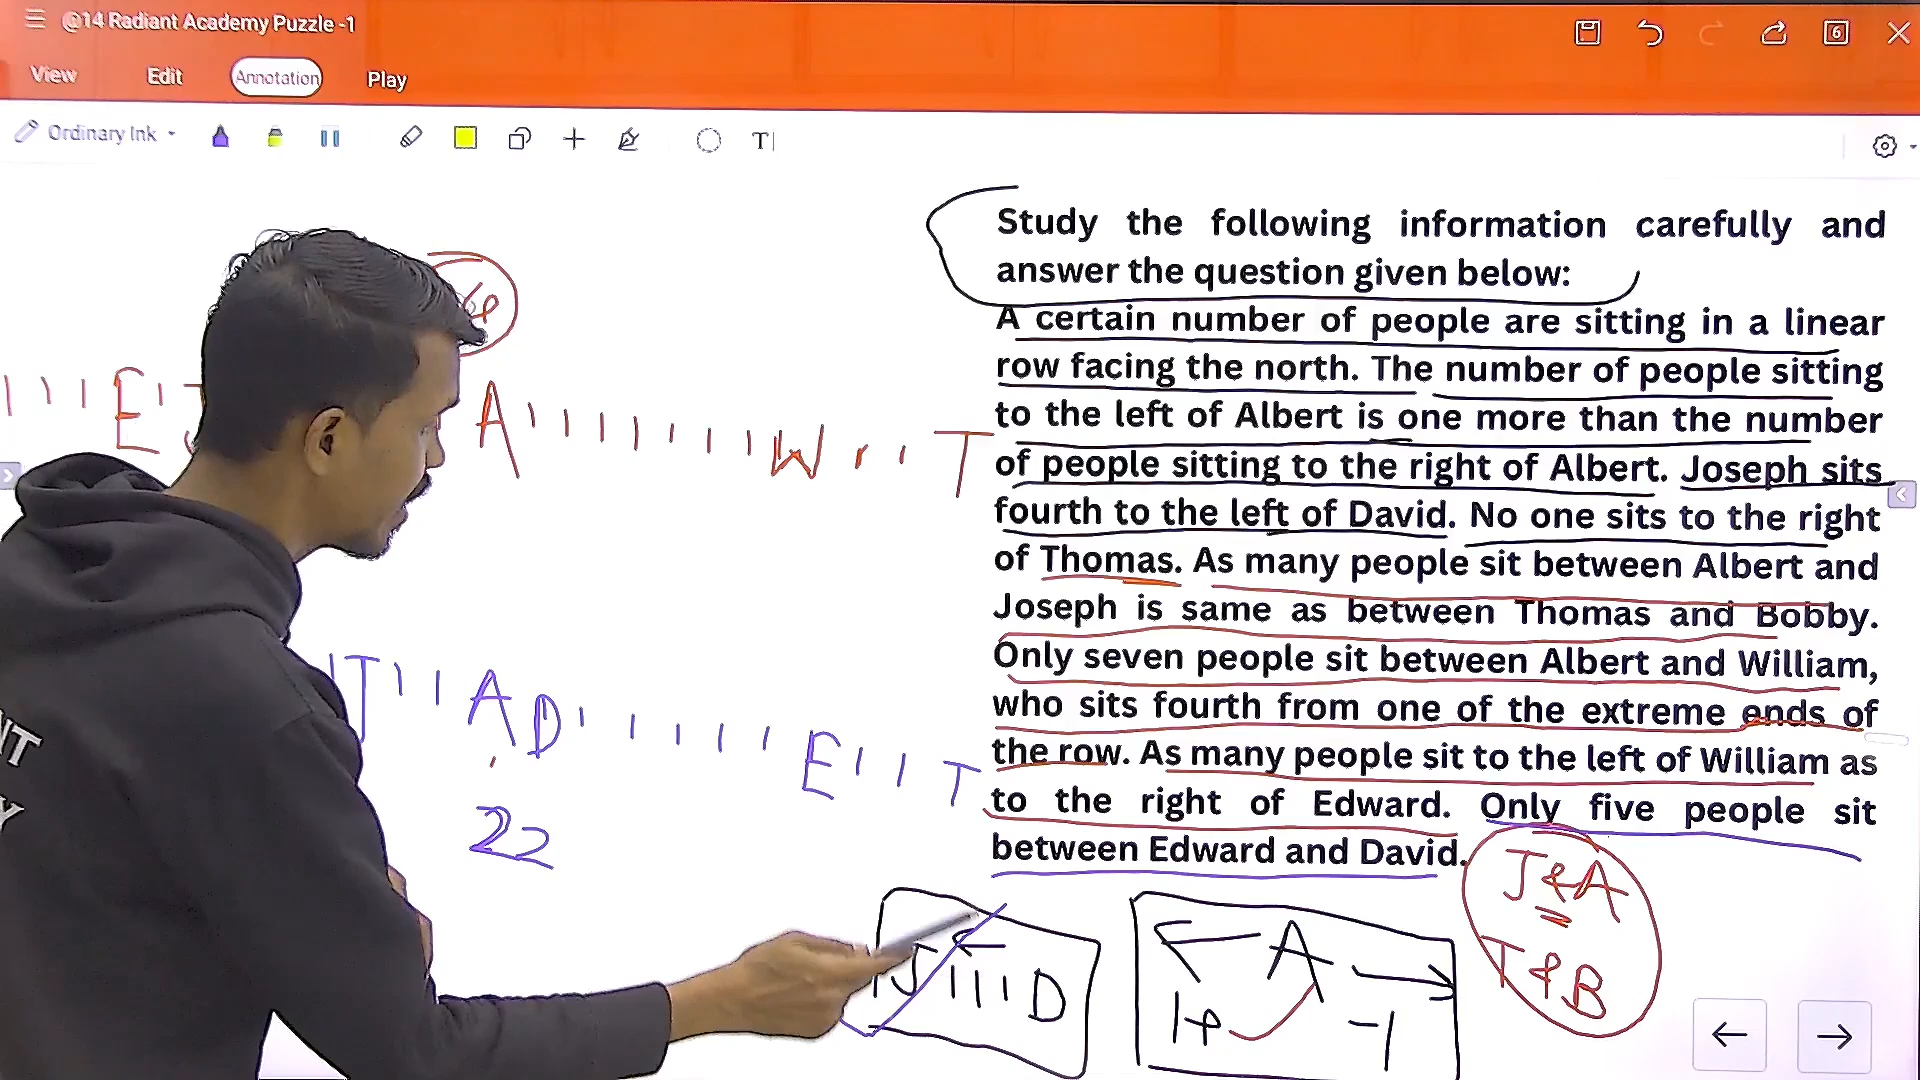 @14 Radiant Academy Puzzle -1
View Edit Annotation Play
Ordinary Ink
T|
6
Study the following information carefully and
answer the question given below:
A certain number of people are sitting in a linear
row facing the north. The number of people sitting
to the left of Albert is one more than the number
of people sitting to the right of Albert. Joseph sits
fourth to the left of David. No one sits to the right
of Thomas. As many people sit between Albert and
Joseph is same as between Thomas and Bobby.
Only seven people sit between Albert and William,
who sits fourth from one of the extreme ends of
the row. As many people sit to the left of William as
to the right of Edward. Only five people sit
between Edward and David.
E A W T
J A D E T
22
J D
A
-1
J & A
T & B